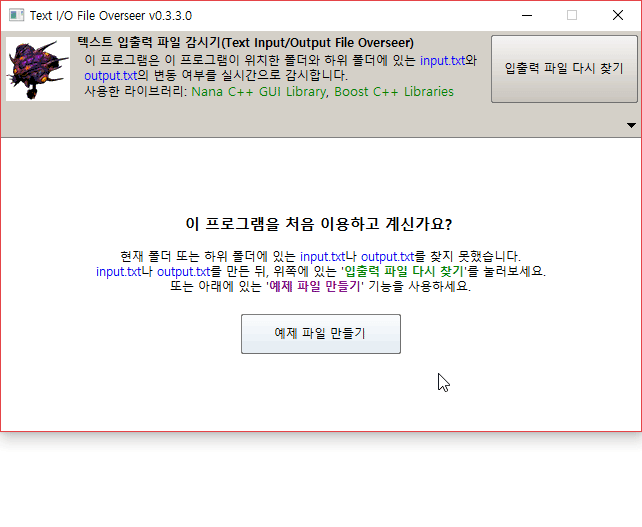 Text I/O File Overseer v0.3.3.0
텍스트 입출력 파일 감시기(Text Input/Output File Overseer)
이 프로그램은 이 프로그램이 위치한 폴더와 하위 폴더에 있는 input.txt와
output.txt의 변동 여부를 실시간으로 감시합니다.
사용한 라이브러리: Nana C++ GUI Library, Boost C++ Libraries
입출력 파일 다시 찾기
이 프로그램을 처음 이용하고 계신가요?
현재 폴더 또는 하위 폴더에 있는 input.txt나 output.txt를 찾지 못했습니다.
input.txt나 output.txt를 만든 뒤, 위쪽에 있는 '입출력 파일 다시 찾기'를 눌러보세요.
또는 아래에 있는 '예제 파일 만들기' 기능을 사용하세요.
예제 파일 만들기